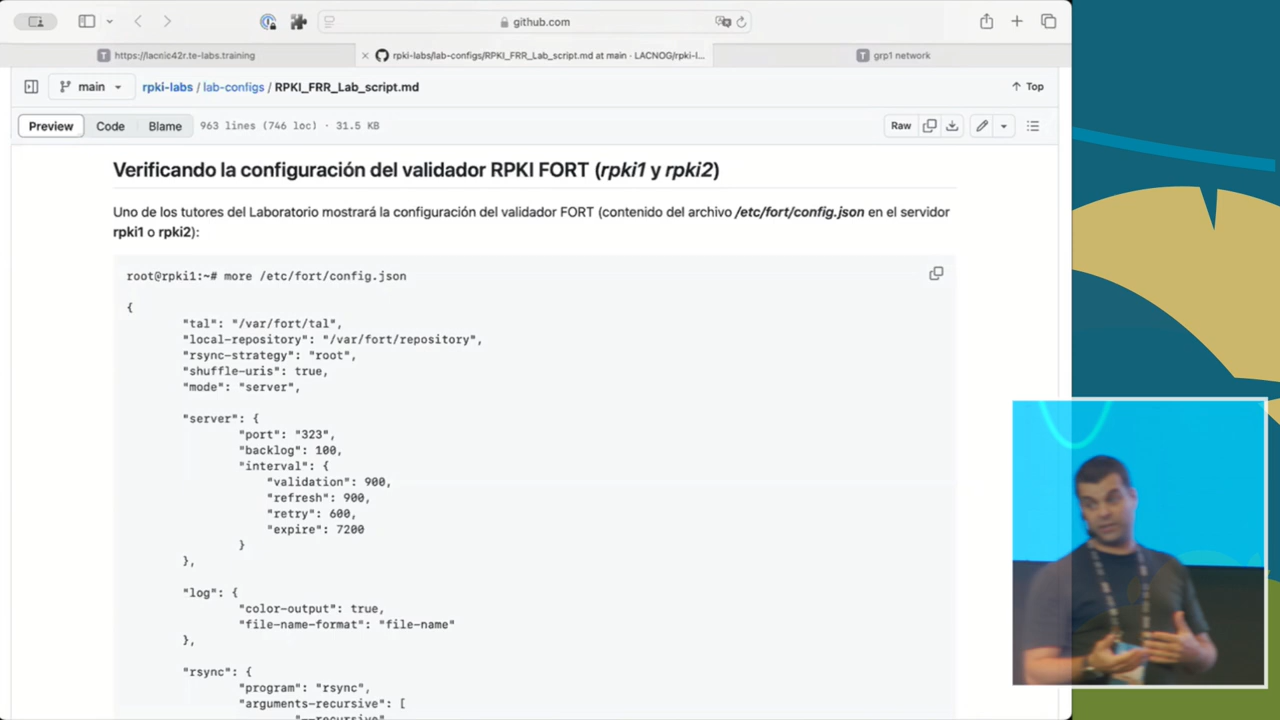 github.com
https://lacnic42r.te-labs.training
rpki-labs/lab-configs/RPKI_FRR_Lab_script.md at main · LACNOG/rpki-l...
grp1 network
main
rpki-labs / lab-configs / RPKI_FRR_Lab_script.md
Top
Preview Code Blame 963 lines (746 loc) · 31.5 KB
Raw
Verificando la configuración del validador RPKI FORT (rpki1 y rpki2)
Uno de los tutores del Laboratorio mostrará la configuración del validador FORT (contenido del archivo /etc/fort/config.json en el servidor
rpki1 o rpki2):
root@rpki1:~# more /etc/fort/config.json
{
"tal": "/var/fort/tal",
"local-repository": "/var/fort/repository",
"rsync-strategy": "root",
"shuffle-uris": true,
"mode": "server",
"server": {
"port": "323",
"backlog": 100,
"interval": {
"validation": 900,
"refresh": 900,
"retry": 600,
"expire": 7200
}
},
"log": {
"color-output": true,
"file-name-format": "file-name"
},
"rsync": {
"program": "rsync",
"arguments-recursive": [
"--recursive"